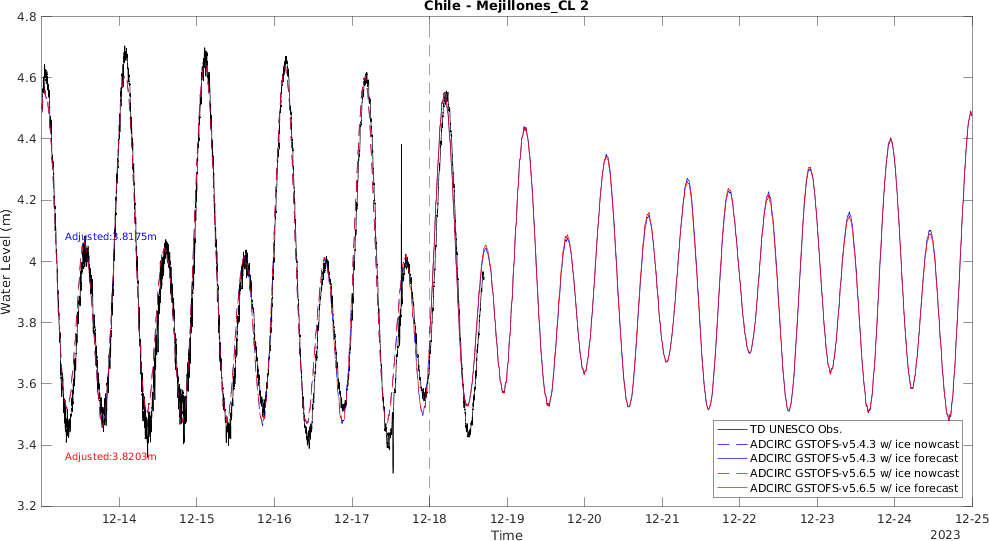 Chile - Mejillones_CL 2
4.8
4.6
4.4
4.2
4
3.8
3.6
3.4
3.2
Water Level (m)
Adjusted:3.8175m
Adjusted:3.8203m
TD UNESCO Obs.
ADCIRC GSTOFS-v5.4.3 w/ ice nowcast
ADCIRC GSTOFS-v5.4.3 w/ ice forecast
ADCIRC GSTOFS-v5.6.5 w/ ice nowcast
ADCIRC GSTOFS-v5.6.5 w/ ice forecast
12-14 12-15 12-16 12-17 12-18 12-19 12-20 12-21 12-22 12-23 12-24 12-25
Time
2023